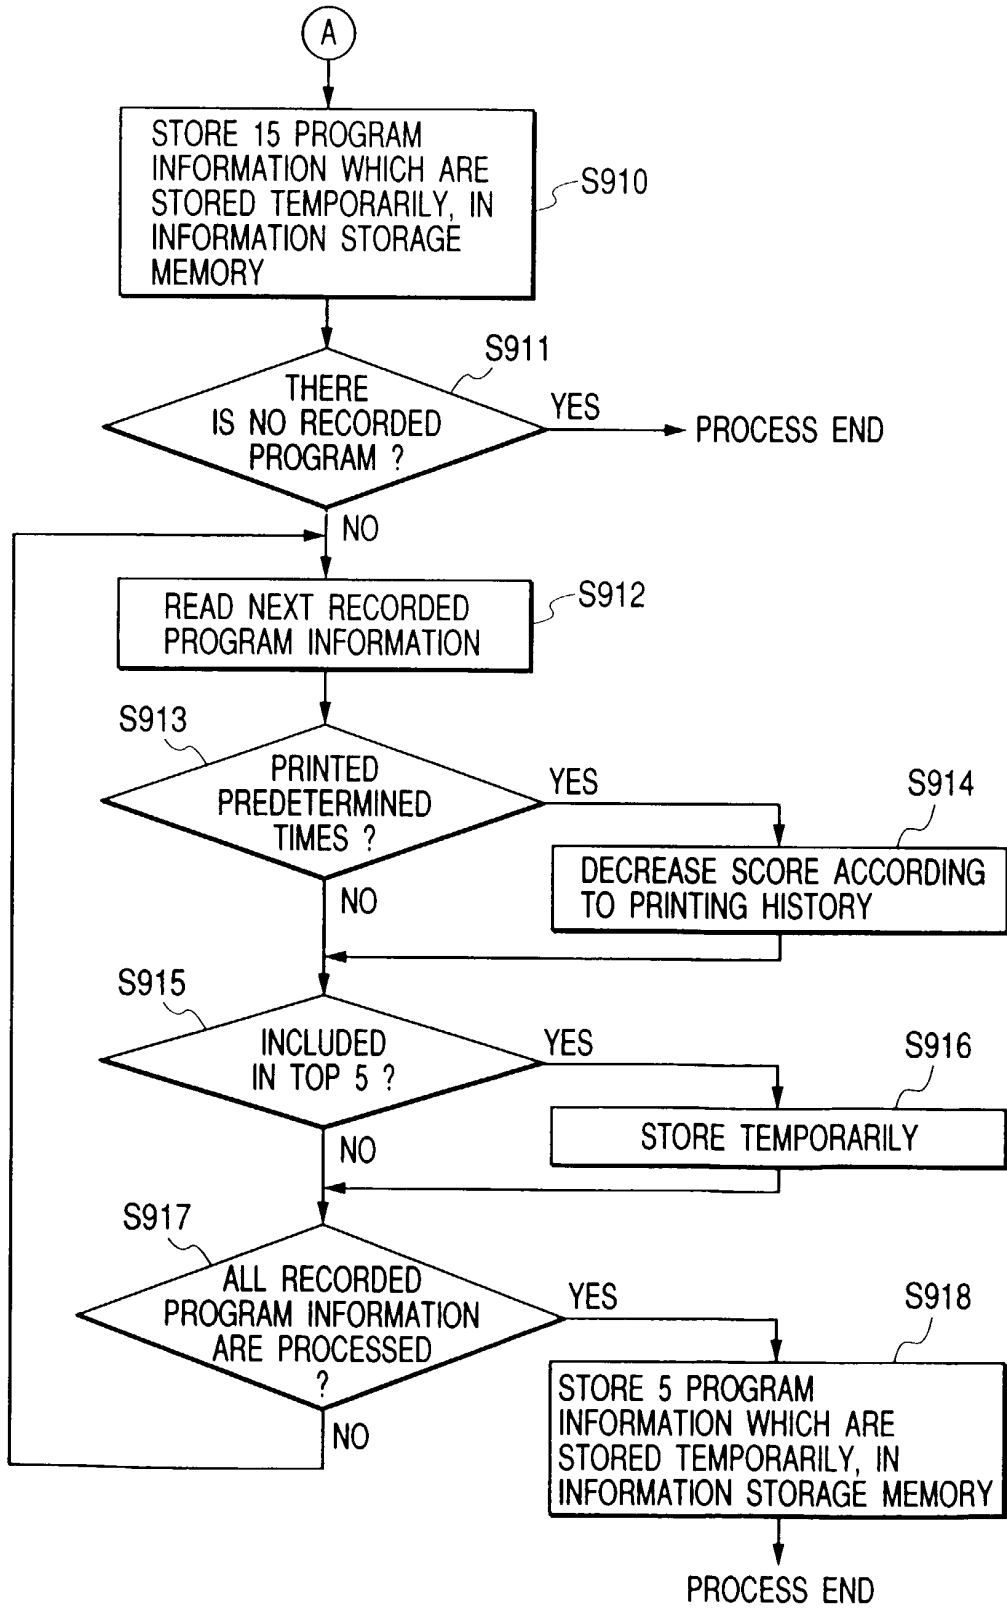 A
STORE 15 PROGRAM
INFORMATION WHICH ARE
STORED TEMPORARILY, IN
INFORMATION STORAGE
MEMORY
S910
S911
THERE
IS NO RECORDED
PROGRAM ?
YES
PROCESS END
NO
READ NEXT RECORDED
PROGRAM INFORMATION
S912
S913
PRINTED
PREDETERMINED
TIMES ?
YES
S914
DECREASE SCORE ACCORDING
TO PRINTING HISTORY
NO
S915
INCLUDED
IN TOP 5 ?
YES
S916
STORE TEMPORARILY
NO
S917
ALL RECORDED
PROGRAM INFORMATION
ARE PROCESSED
?
YES
S918
STORE 5 PROGRAM
INFORMATION WHICH ARE
STORED TEMPORARILY, IN
INFORMATION STORAGE MEMORY
NO
PROCESS END